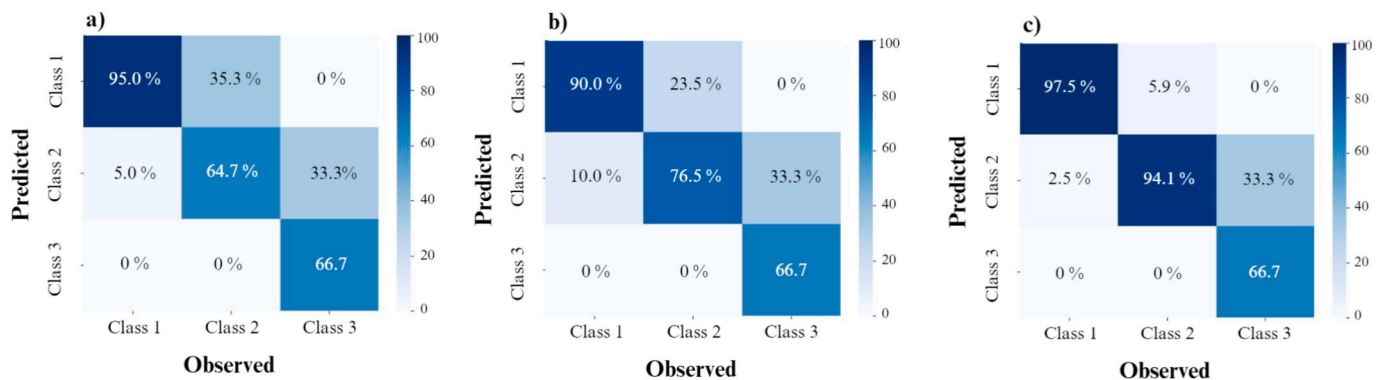 a)
Predicted
Class 1
Class 2
Class 3
95.0 % 35.3 % 0 %
5.0 % 64.7 % 33.3%
0 % 0 % 66.7
Class 1 Class 2 Class 3
Observed
100
80
60
40
20
0
b)
Predicted
Class 1
Class 2
Class 3
90.0 % 23.5 % 0 %
10.0 % 76.5 % 33.3 %
0 % 0 % 66.7
Class 1 Class 2 Class 3
Observed
100
80
60
40
20
0
c)
Predicted
Class 1
Class 2
Class 3
97.5 % 5.9 % 0 %
2.5 % 94.1 % 33.3 %
0 % 0 % 66.7
Class 1 Class 2 Class 3
Observed
100
80
60
40
20
0